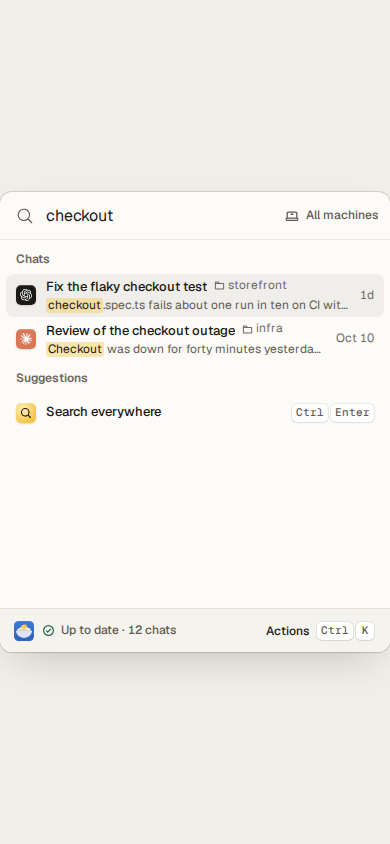 checkout
All machines
Chats
Fix the flaky checkout test storefront
checkout.spec.ts fails about one run in ten on CI wit…
1d
Review of the checkout outage infra
Checkout was down for forty minutes yesterda…
Oct 10
Suggestions
Search everywhere
Ctrl Enter
Up to date · 12 chats
Actions Ctrl K